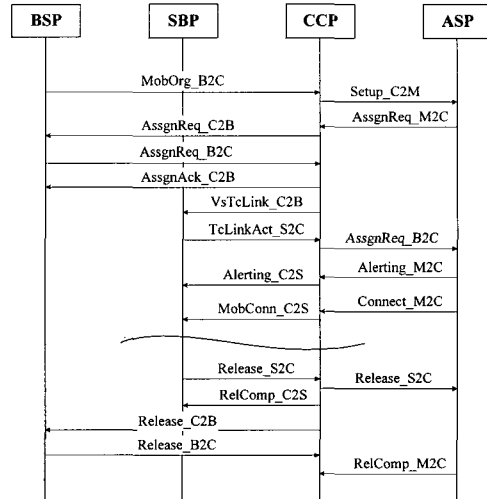 BSP SBP CCP ASP
MobOrg_B2C
Setup_C2M
AssgnReq_M2C
AssgnReq_C2B
AssgnReq_B2C
AssgnAck_C2B
VsTcLink_C2B
TcLinkAct_S2C
AssgnReq_B2C
Alerting_M2C
Alerting_C2S
Connect_M2C
MobConn_C2S
Release_S2C
Release_S2C
RelComp_C2S
Release_C2B
Release_B2C
RelComp_M2C